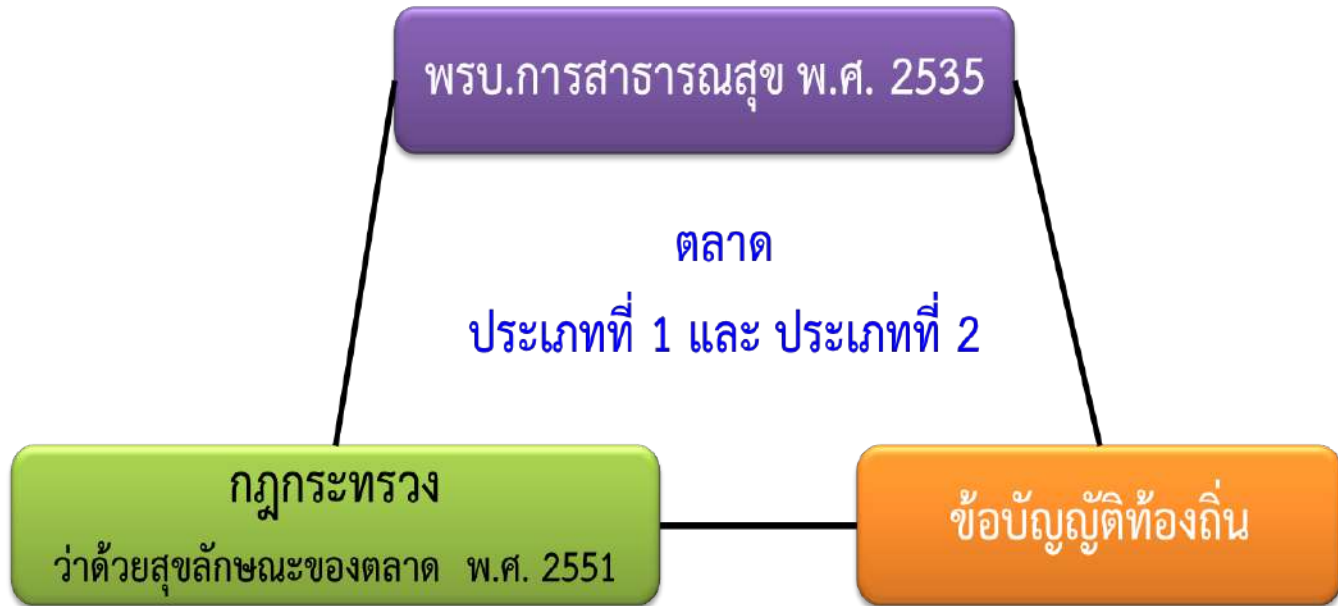 พรบ.การสาธารณสุข พ.ศ. 2535
ตลาด
ประเภทที่ 1 และ ประเภทที่ 2
กฎกระทรวง
ว่าด้วยสุขลักษณะของตลาด พ.ศ. 2551
ข้อบัญญัติท้องถิ่น